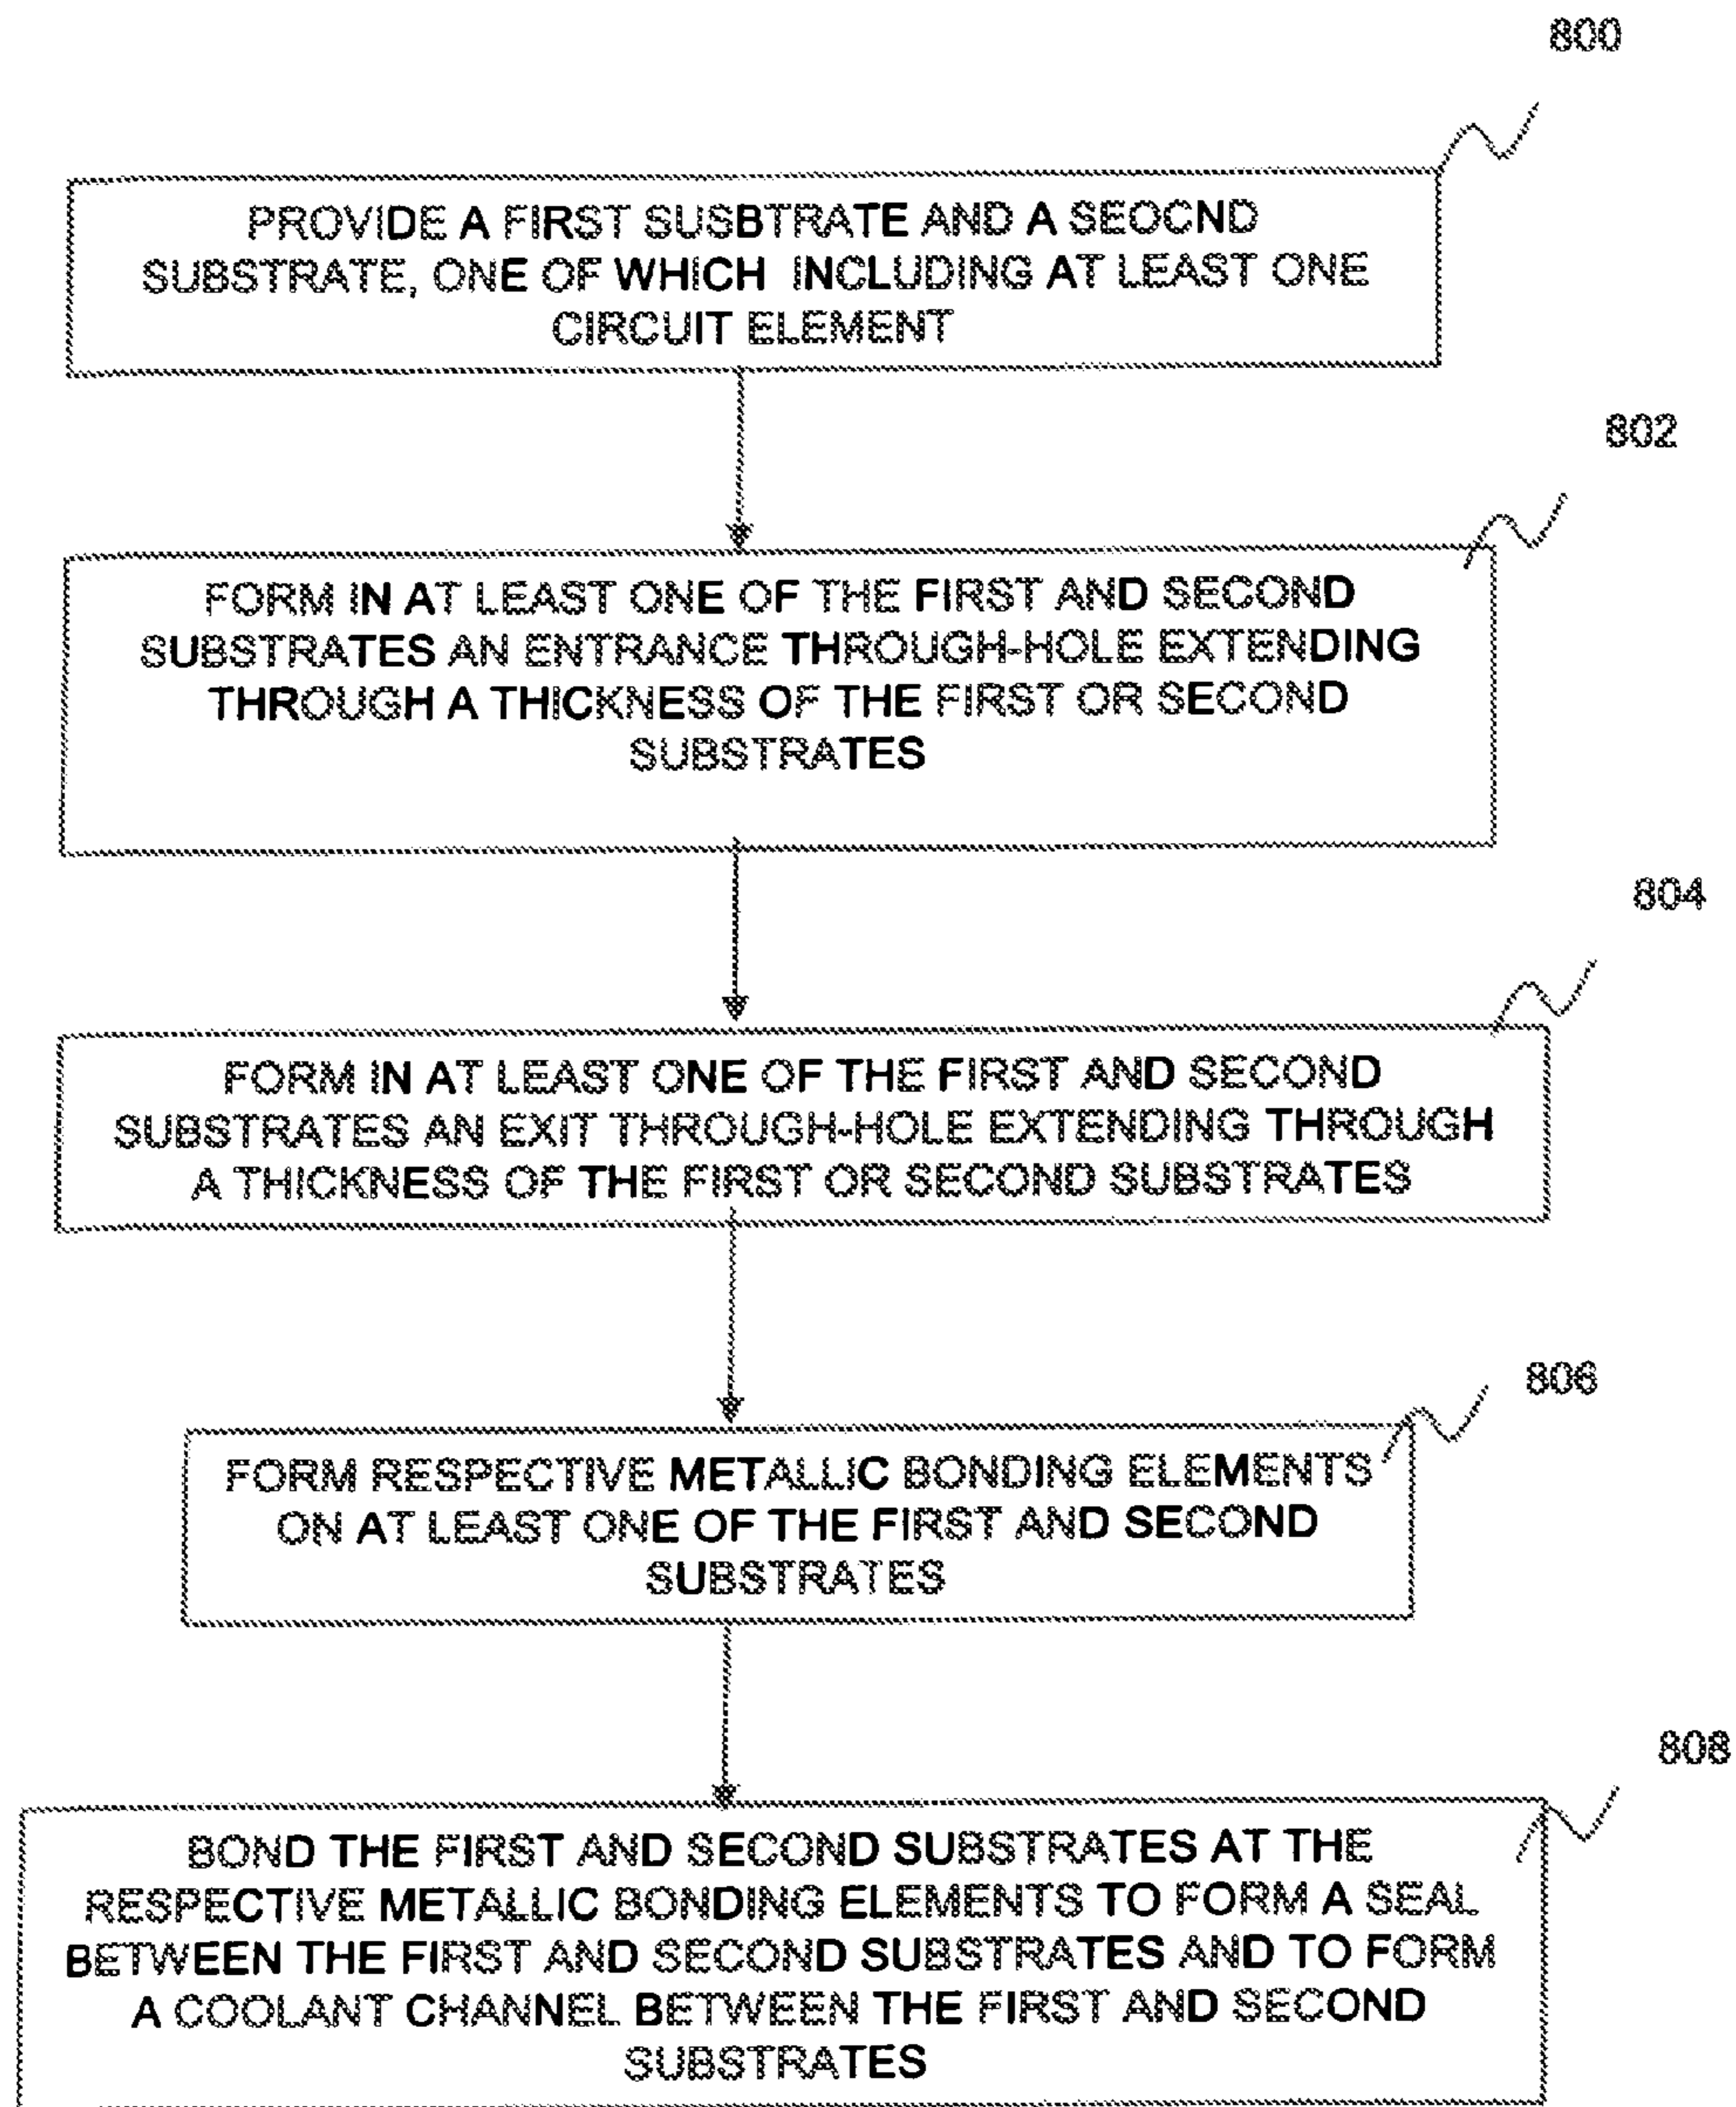 800
PROVIDE A FIRST SUSBTRATE AND A SEOCND
SUBSTRATE, ONE OF WHICH INCLUDING AT LEAST ONE
CIRCUIT ELEMENT
802
FORM IN AT LEAST ONE OF THE FIRST AND SECOND
SUBSTRATES AN ENTRANCE THROUGH-HOLE EXTENDING
THROUGH A THICKNESS OF THE FIRST OR SECOND
SUBSTRATES
804
FORM IN AT LEAST ONE OF THE FIRST AND SECOND
SUBSTRATES AN EXIT THROUGH-HOLE EXTENDING THROUGH
A THICKNESS OF THE FIRST OR SECOND SUBSTRATES
806
FORM RESPECTIVE METALLIC BONDING ELEMENTS
ON AT LEAST ONE OF THE FIRST AND SECOND
SUBSTRATES
808
BOND THE FIRST AND SECOND SUBSTRATES AT THE
RESPECTIVE METALLIC BONDING ELEMENTS TO FORM A SEAL
BETWEEN THE FIRST AND SECOND SUBSTRATES AND TO FORM
A COOLANT CHANNEL BETWEEN THE FIRST AND SECOND
SUBSTRATES